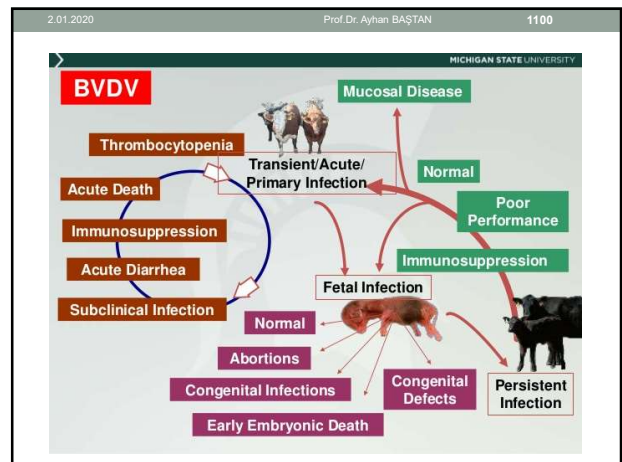 2.01.2020
Prof.Dr. Ayhan BAŞTAN
1100
MICHIGAN STATE UNIVERSITY
BVDV
Mucosal Disease
Thrombocytopenia
Transient/Acute/
Primary Infection
Normal
Acute Death
Poor
Performance
Immunosuppression
Immunosuppression
Acute Diarrhea
Fetal Infection
Subclinical Infection
Normal
Abortions
Congenital Infections
Congenital
Defects
Persistent
Infection
Early Embryonic Death